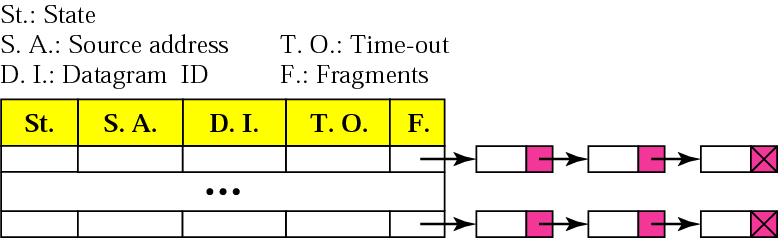 St.: State
S. A.: Source address T. O.: Time-out
D. I.: Datagram ID F.: Fragments
St. S. A. D. I. T. O. F.
•••